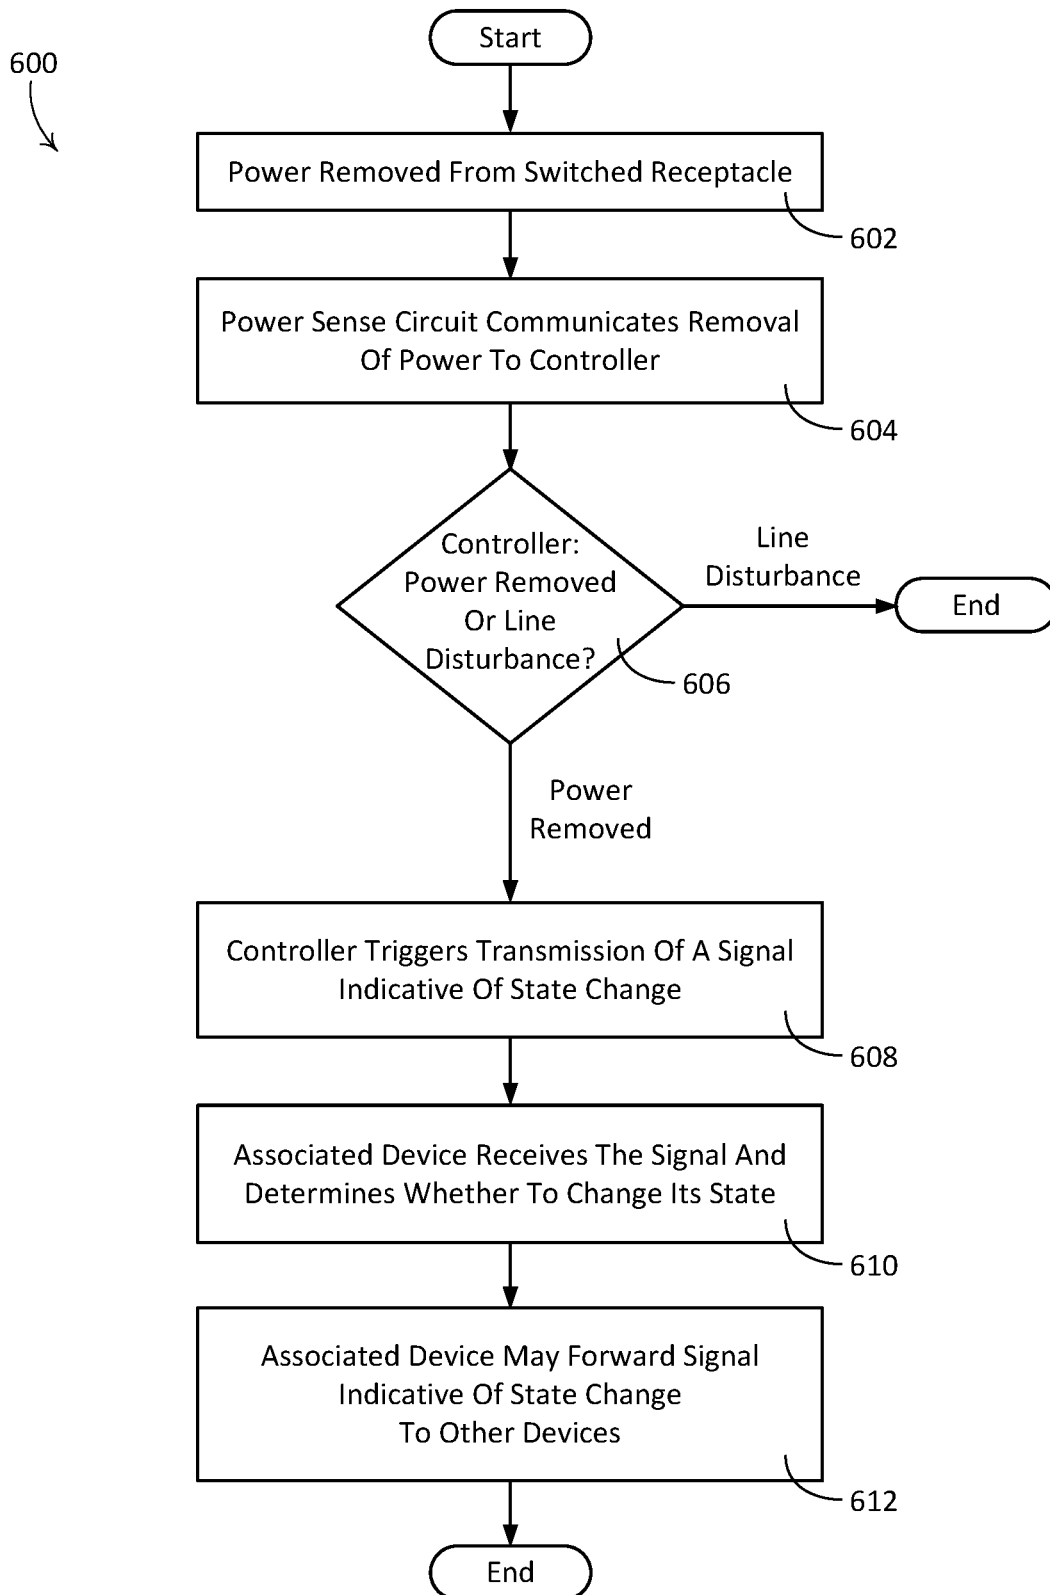 Start
600
Power Removed From Switched Receptacle
602
Power Sense Circuit Communicates Removal
Of Power To Controller
604
Controller:
Power Removed
Or Line
Disturbance?
606
Line
Disturbance
End
Power
Removed
Controller Triggers Transmission Of A Signal
Indicative Of State Change
608
Associated Device Receives The Signal And
Determines Whether To Change Its State
610
Associated Device May Forward Signal
Indicative Of State Change
To Other Devices
612
End